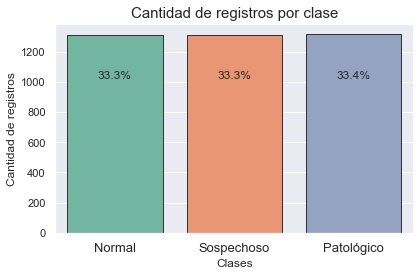 Cantidad de registros por clase
Cantidad de registros
1200
1000
800
600
400
200
0
33.3%
33.3%
33.4%
Normal
Sospechoso
Patológico
Clases